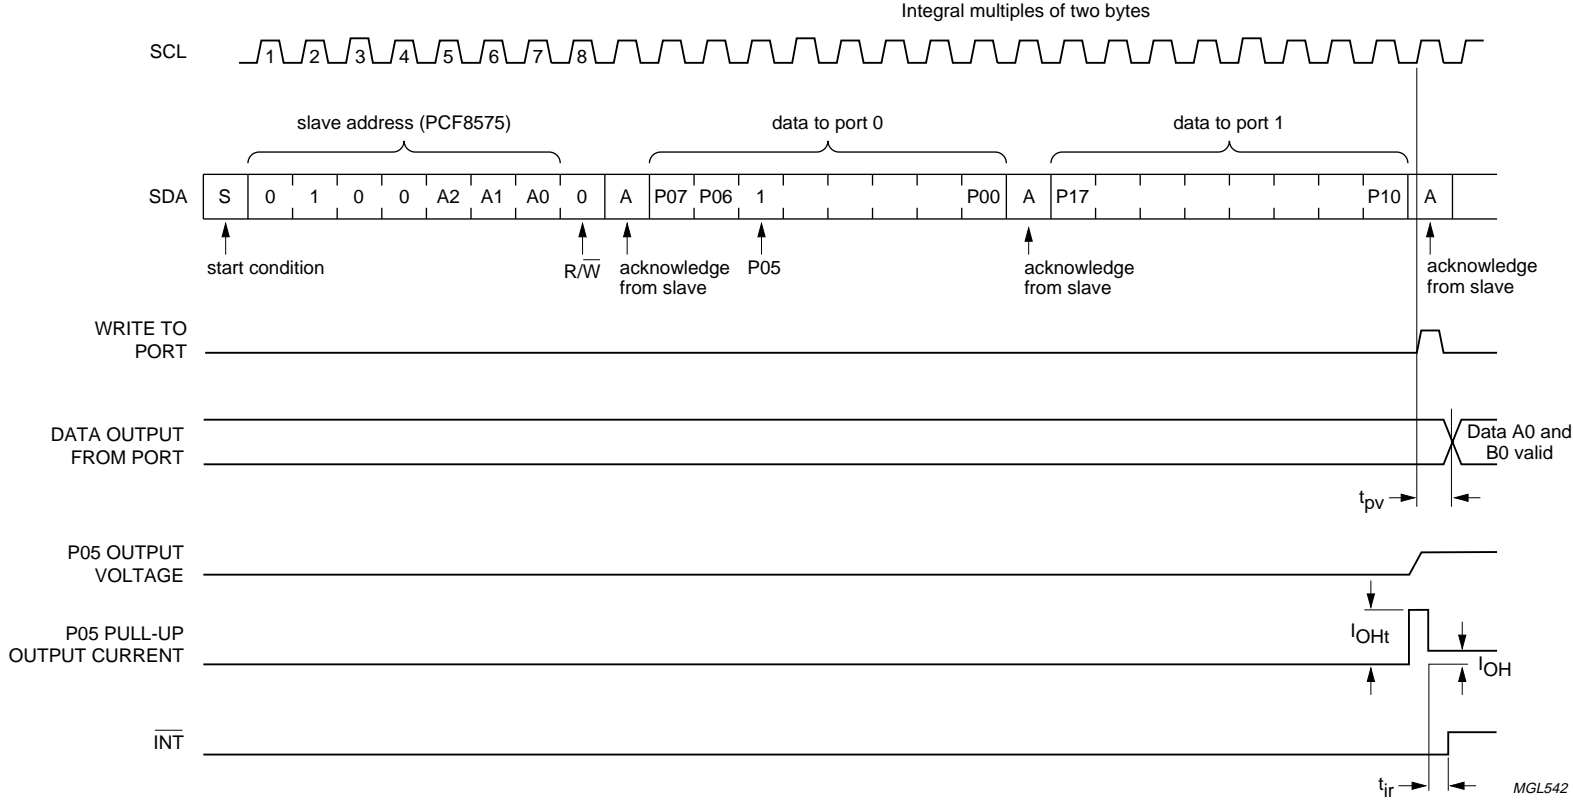 Integral multiples of two bytes
SCL
1 2 3 4 5 6 7 8
slave address (PCF8575)
data to port 0
data to port 1
SDA
S 0 1 0 0 A2 A1 A0 0 A P07 P06 1 P00 A P17 P10 A
start condition
R/W̅
acknowledge
from slave
P05
acknowledge
from slave
acknowledge
from slave
WRITE TO
PORT
DATA OUTPUT
FROM PORT
Data A0 and
B0 valid
tpv
P05 OUTPUT
VOLTAGE
P05 PULL-UP
OUTPUT CURRENT
IOHt
IOH
I̅N̅T̅
tir
MGL542